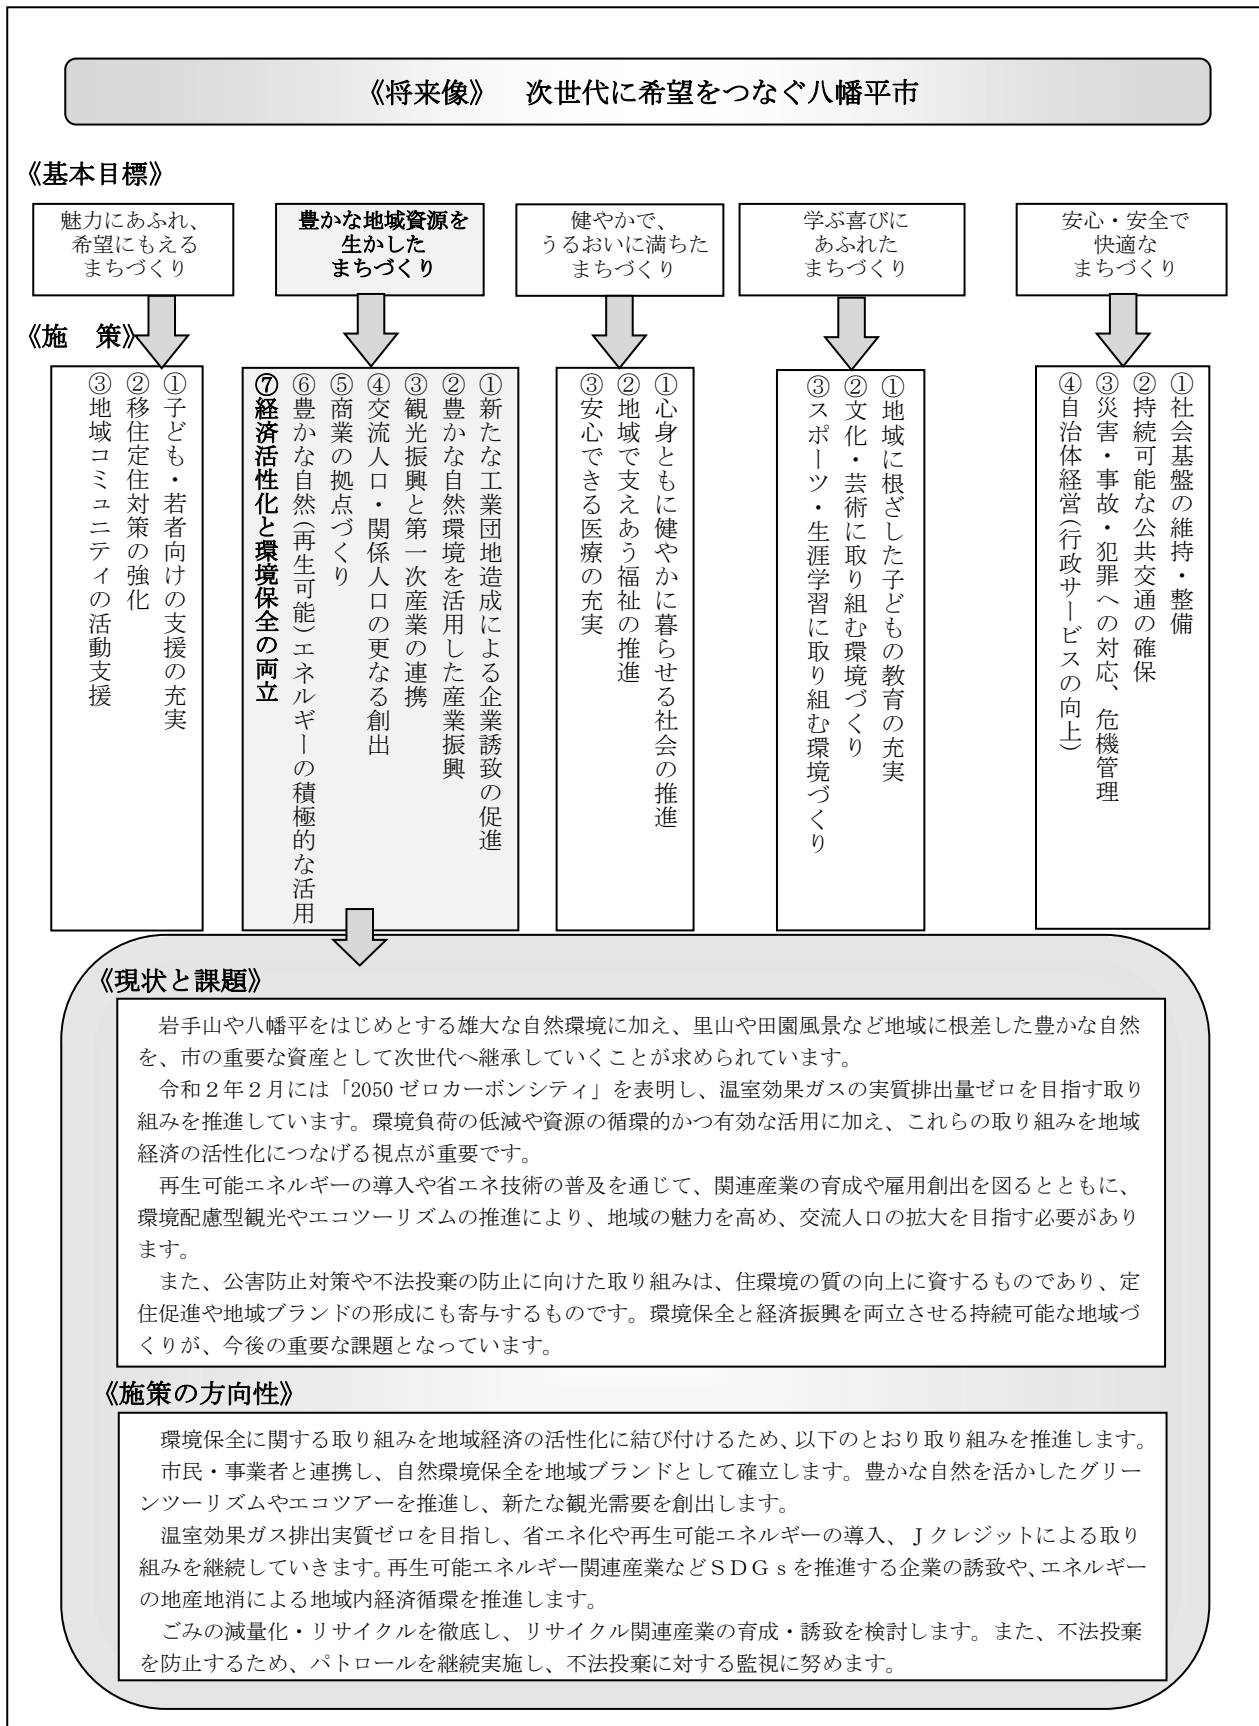 《将来像》　次世代に希望をつなぐ八幡平市
《基本目標》
魅力にあふれ、
希望にもえる
まちづくり
豊かな地域資源を
生かした
まちづくり
健やかで、
うるおいに満ちた
まちづくり
学ぶ喜びに
あふれた
まちづくり
安心・安全で
快適な
まちづくり
《施　策》
①子ども・若者向けの支援の充実
②移住定住対策の強化
③地域コミュニティの活動支援
①新たな工業団地造成による企業誘致の促進
②豊かな自然環境を活用した産業振興
③観光振興と第一次産業の連携
④交流人口・関係人口の更なる創出
⑤商業の拠点づくり
⑥豊かな自然(再生可能)エネルギーの積極的な活用
⑦経済活性化と環境保全の両立
①心身ともに健やかに暮らせる社会の推進
②地域で支えあう福祉の推進
③安心できる医療の充実
①地域に根ざした子どもの教育の充実
②文化・芸術に取り組む環境づくり
③スポーツ・生涯学習に取り組む環境づくり
①社会基盤の維持・整備
②持続可能な公共交通の確保
③災害・事故・犯罪への対応、危機管理
④自治体経営(行政サービスの向上)
《現状と課題》
岩手山や八幡平をはじめとする雄大な自然環境に加え、里山や田園風景など地域に根差した豊かな自然
を、市の重要な資産として次世代へ継承していくことが求められています。
令和２年２月には「2050 ゼロカーボンシティ」を表明し、温室効果ガスの実質排出量ゼロを目指す取り
組みを推進しています。環境負荷の低減や資源の循環的かつ有効な活用に加え、これらの取り組みを地域
経済の活性化につなげる視点が重要です。
再生可能エネルギーの導入や省エネ技術の普及を通じて、関連産業の育成や雇用創出を図るとともに、
環境配慮型観光やエコツーリズムの推進により、地域の魅力を高め、交流人口の拡大を目指す必要があり
ます。
また、公害防止対策や不法投棄の防止に向けた取り組みは、住環境の質の向上に資するものであり、定
住促進や地域ブランドの形成にも寄与するものです。環境保全と経済振興を両立させる持続可能な地域づ
くりが、今後の重要な課題となっています。
《施策の方向性》
環境保全に関する取り組みを地域経済の活性化に結び付けるため、以下のとおり取り組みを推進します。
市民・事業者と連携し、自然環境保全を地域ブランドとして確立します。豊かな自然を活かしたグリー
ンツーリズムやエコツアーを推進し、新たな観光需要を創出します。
温室効果ガス排出実質ゼロを目指し、省エネ化や再生可能エネルギーの導入、Ｊクレジットによる取り
組みを継続していきます。再生可能エネルギー関連産業などＳＤＧｓを推進する企業の誘致や、エネルギー
の地産地消による地域内経済循環を推進します。
ごみの減量化・リサイクルを徹底し、リサイクル関連産業の育成・誘致を検討します。また、不法投棄
を防止するため、パトロールを継続実施し、不法投棄に対する監視に努めます。